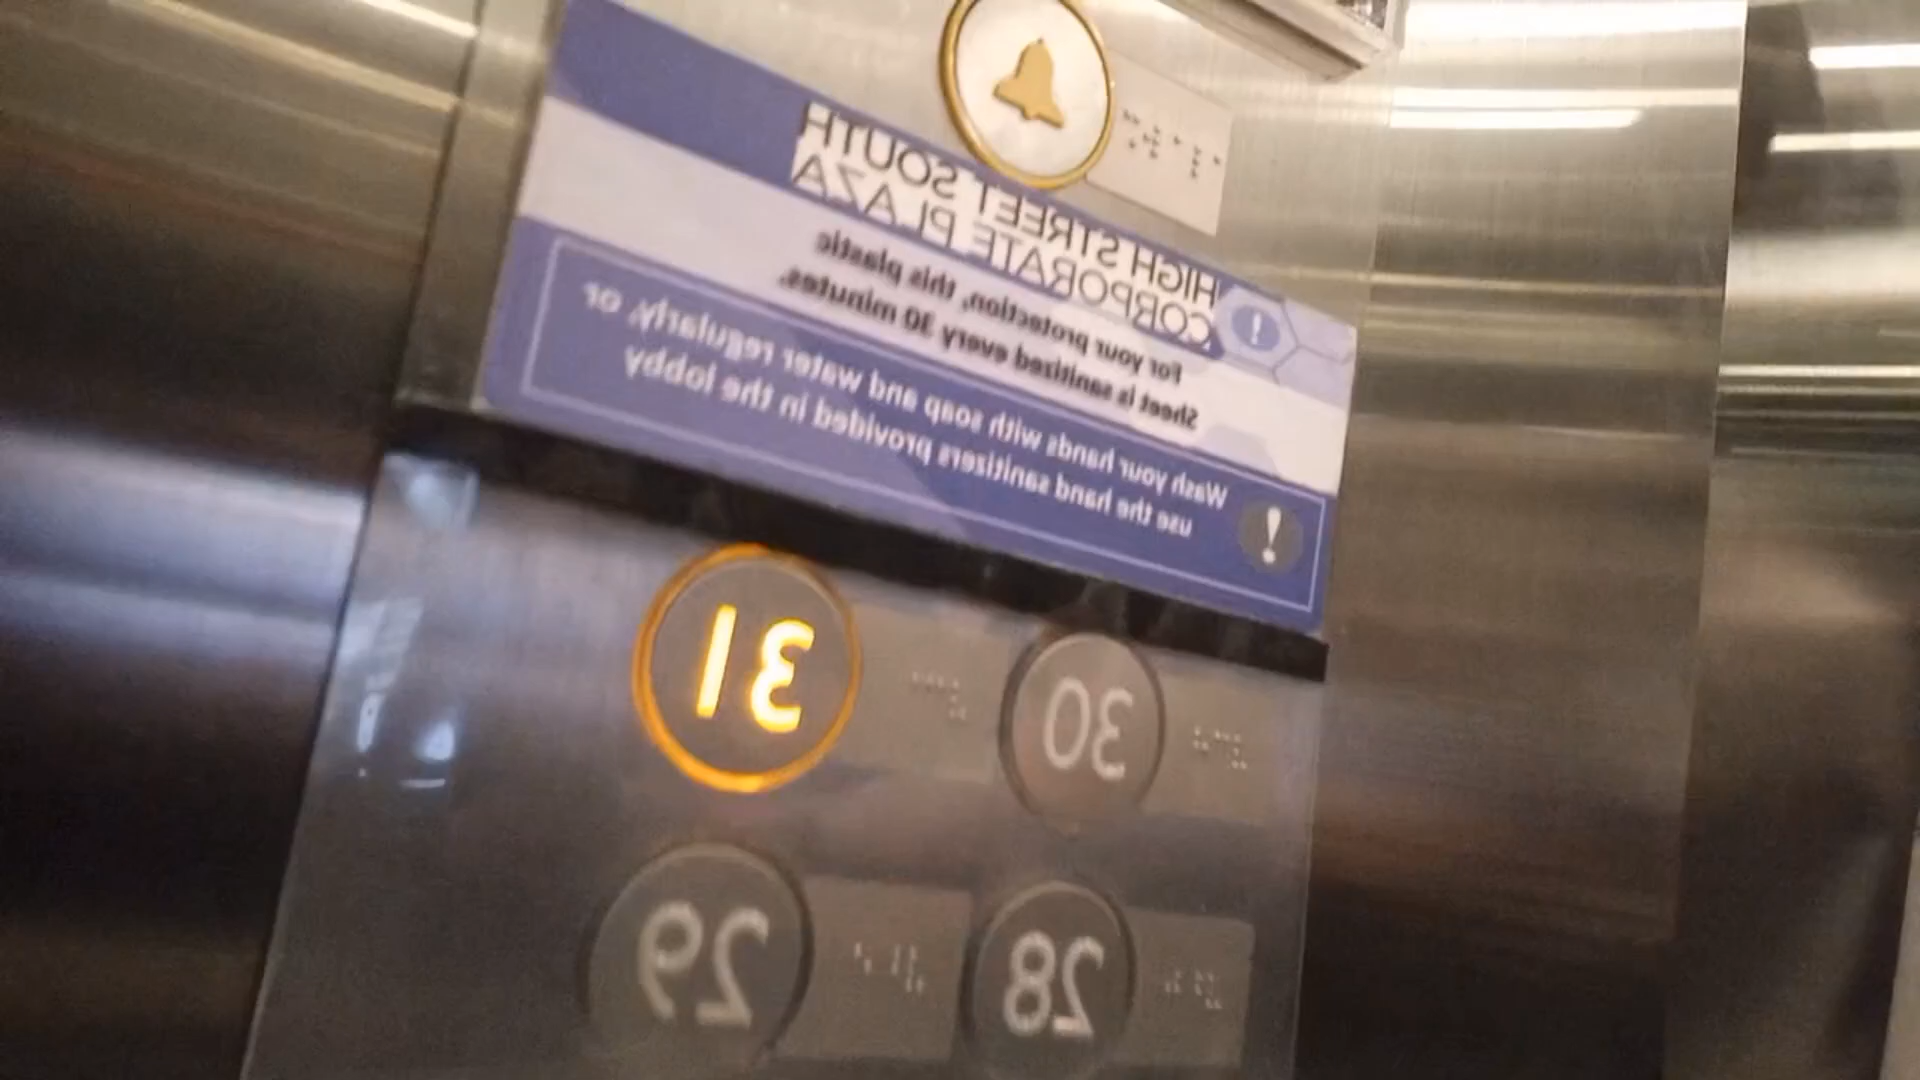 HIGH STREET SOUTH
CORPORATE PLAZA
For your protection, this plastic
Sheet is sanitized every 30 minutes.
Wash your hands with soap and water regularly, or
use the hand sanitizers provided in the lobby
31
30
29
28